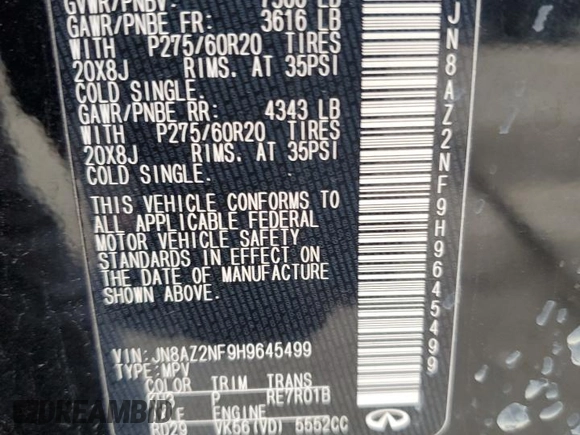 GVWR/PNBV:
GAWR/PNBE FR: 3616 LB
WITH P275/60R20 TIRES
20X8J RIMS. AT 35PSI
COLD SINGLE.
GAWR/PNBE RR: 4343 LB
WITH P275/60R20 TIRES
20X8J RIMS. AT 35PSI
COLD SINGLE.
THIS VEHICLE CONFORMS TO
ALL APPLICABLE FEDERAL
MOTOR VEHICLE SAFETY
STANDARDS IN EFFECT ON
THE DATE OF MANUFACTURE
SHOWN ABOVE.
VIN: JN8AZ2NF9H9645499
TYPE: MPV
COLOR TRIM TRANS
P RE7R01B
ENGINE
VK56(VD) 5552CC
JN8AZ2NF9H9645499
DREAMBID